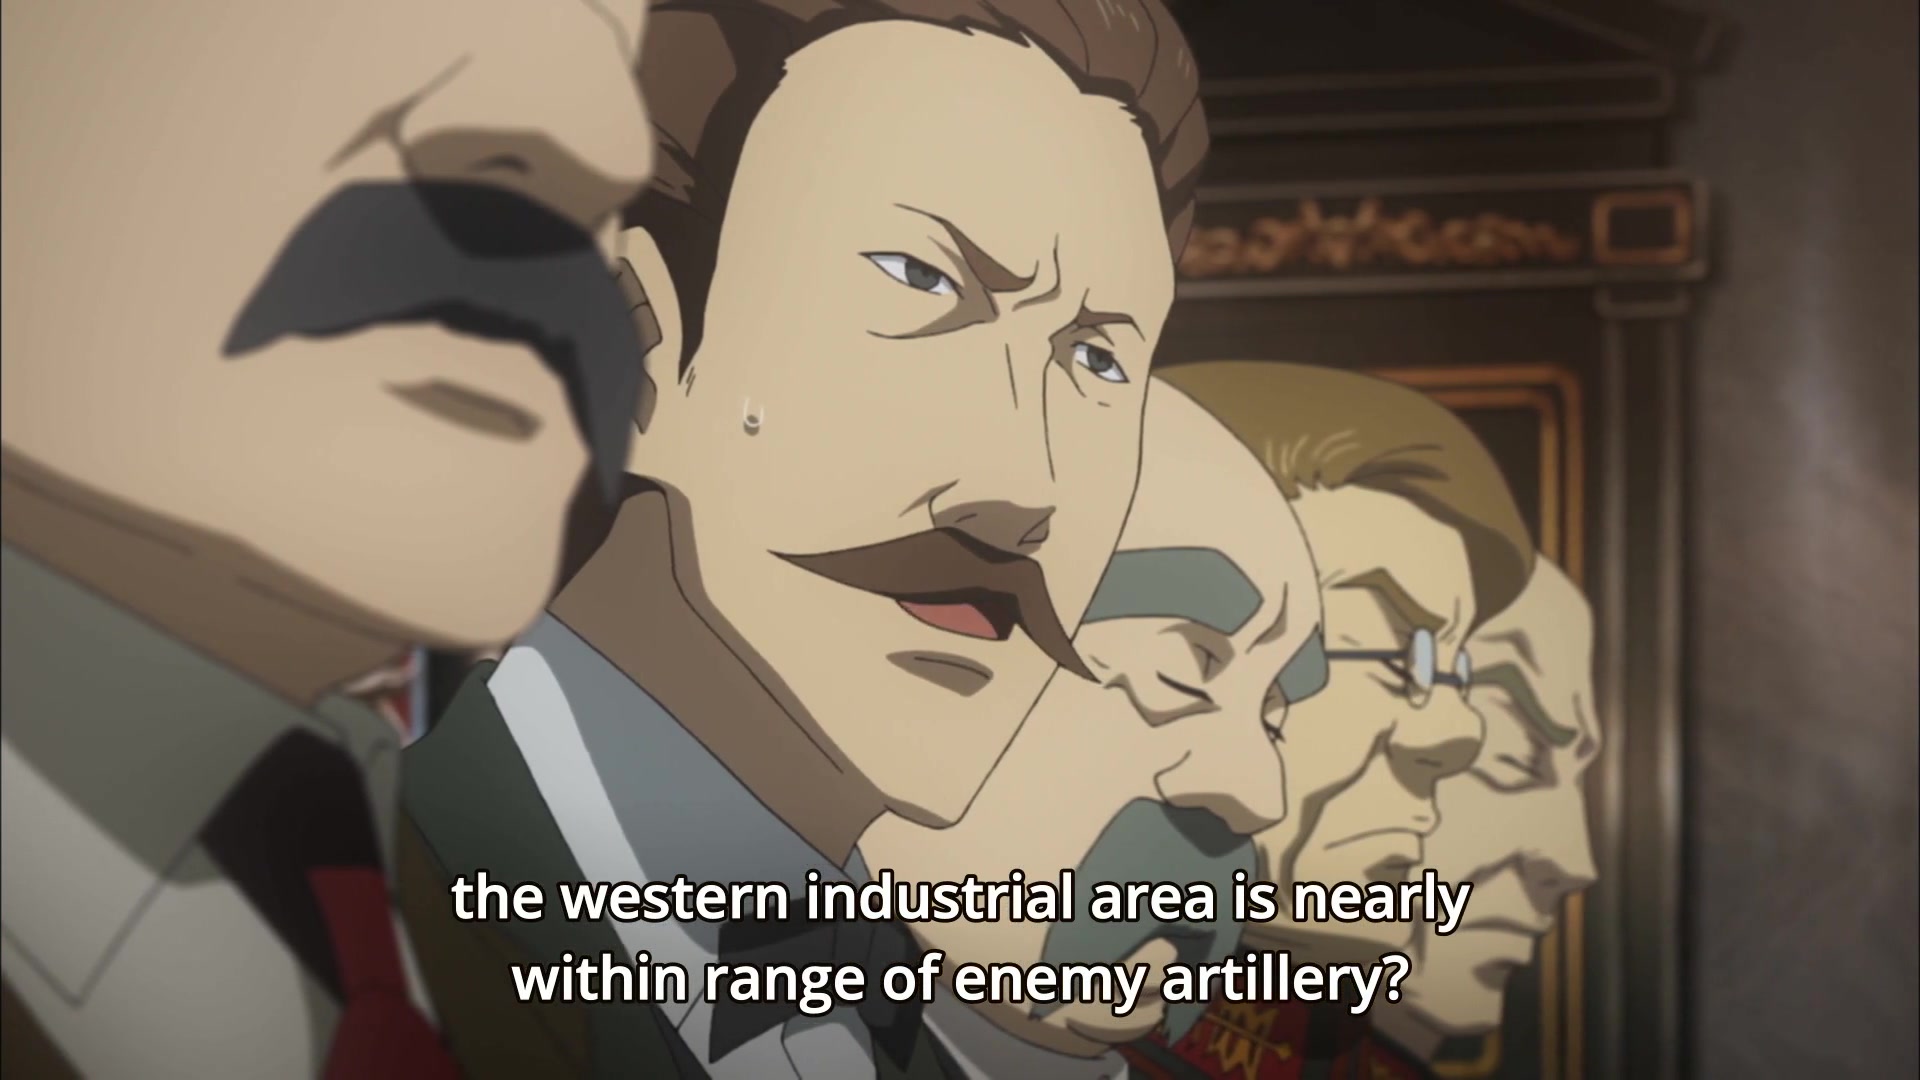 the western industrial area is nearly
within range of enemy artillery?